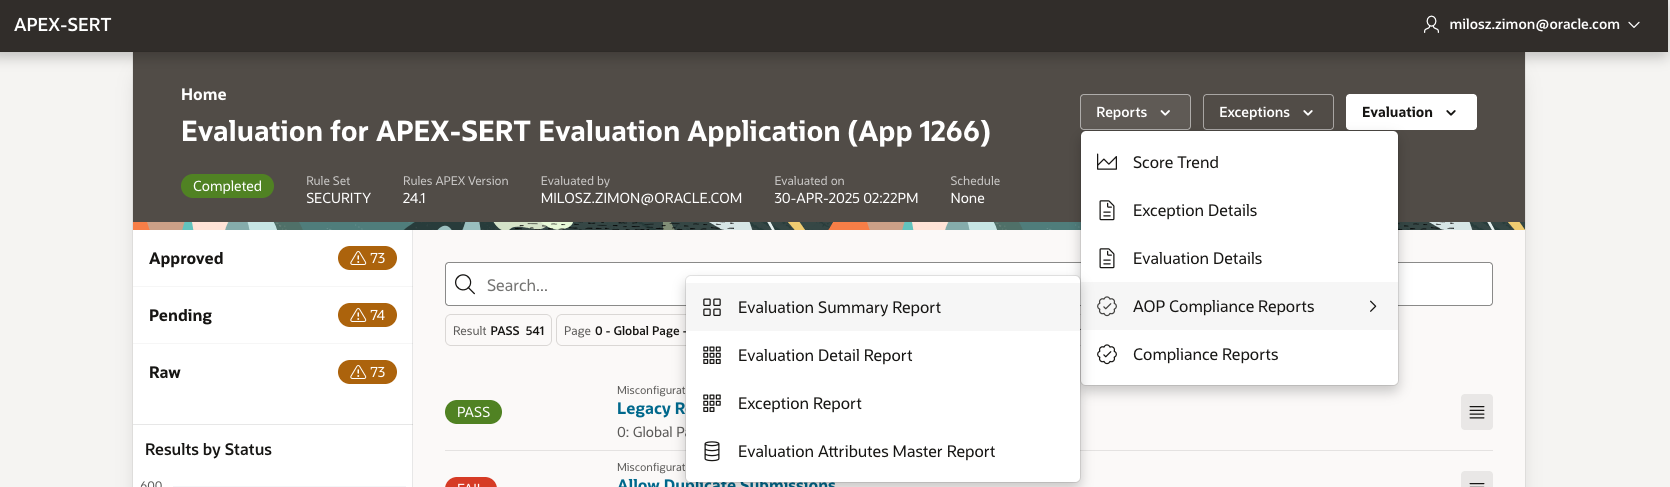 APEX-SERT
milosz.zimon@oracle.com
Home
Evaluation for APEX-SERT Evaluation Application (App 1266)
Reports
Exceptions
Evaluation
Completed
Rule Set
SECURITY
Rules APEX Version
24.1
Evaluated by
MILOSZ.ZIMON@ORACLE.COM
Evaluated on
30-APR-2025 02:22PM
Schedule
None
Score Trend
Exception Details
Evaluation Details
AOP Compliance Reports
Compliance Reports
Approved 73
Pending 74
Raw 73
Results by Status
600
Search...
Result PASS 541
Page 0 - Global Page -
Evaluation Summary Report
Evaluation Detail Report
Exception Report
Evaluation Attributes Master Report
Misconfigurat
PASS
Legacy R
0: Global Pa
Misconfigurat
FAIL
Allow Duplicate Submissions